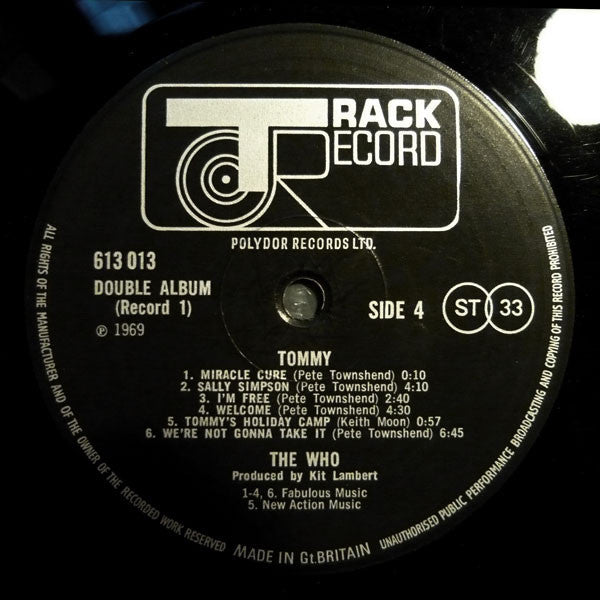 TRACK
RECORD
POLYDOR RECORDS LTD.
613 013
DOUBLE ALBUM
(Record 1)
℗ 1969
SIDE 4
ST 33
TOMMY
1. MIRACLE CURE (Pete Townshend) 0:10
2. SALLY SIMPSON (Pete Townshend) 4:10
3. I'M FREE (Pete Townshend) 2:40
4. WELCOME (Pete Townshend) 4:30
5. TOMMY'S HOLIDAY CAMP (Keith Moon) 0:57
6. WE'RE NOT GONNA TAKE IT (Pete Townshend) 6:45
THE WHO
Produced by Kit Lambert
1-4, 6. Fabulous Music
5. New Action Music
ALL RIGHTS OF THE MANUFACTURER AND OF THE OWNER OF THE RECORDED WORK RESERVED
MADE IN Gt.BRITAIN
UNAUTHORISED PUBLIC PERFORMANCE BROADCASTING AND COPYING OF THIS RECORD PROHIBITED